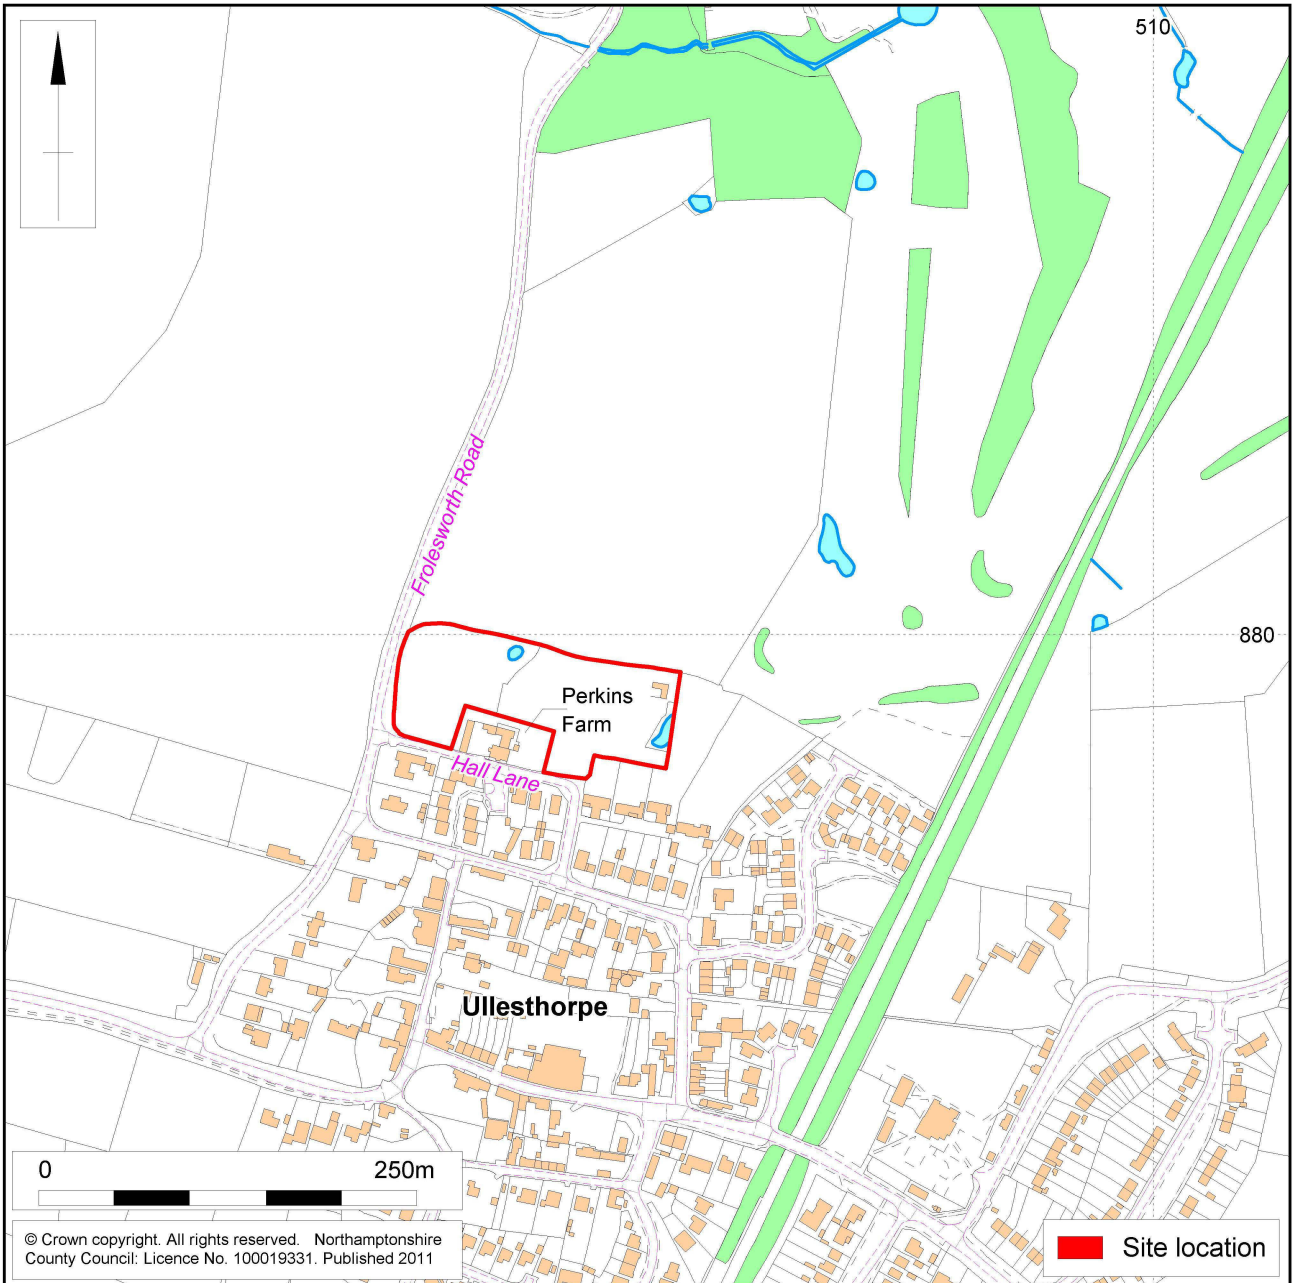 510
Frolesworth Road
880
Perkins
Farm
Hall Lane
Ullesthorpe
0 250m
© Crown copyright. All rights reserved. Northamptonshire
County Council: Licence No. 100019331. Published 2011
Site location